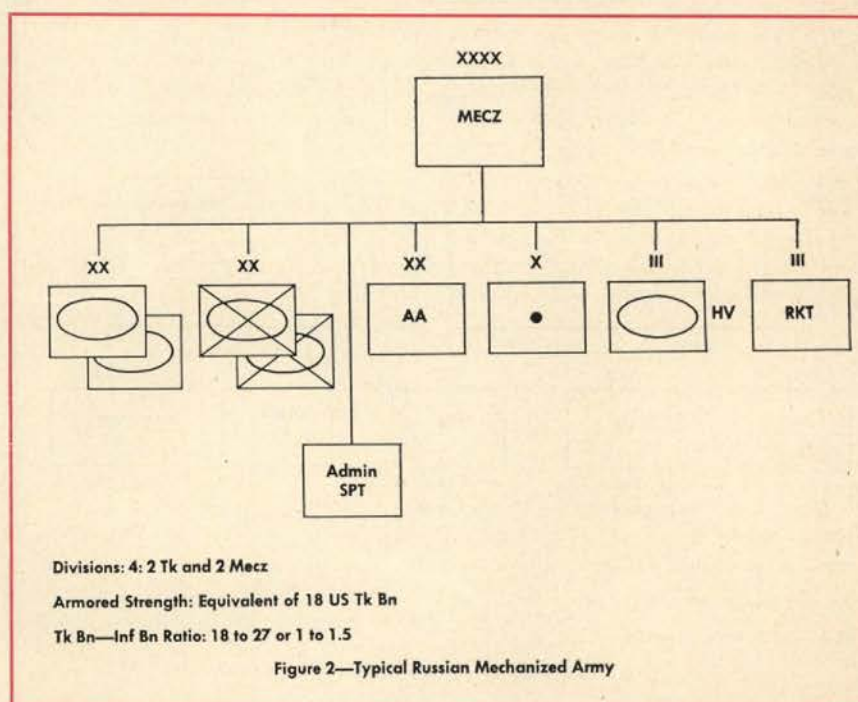 XXXX
MECZ
XX XX XX X III III
AA HV RKT
Admin
SPT
Divisions: 4: 2 Tk and 2 Mecz
Armored Strength: Equivalent of 18 US Tk Bn
Tk Bn—Inf Bn Ratio: 18 to 27 or 1 to 1.5
Figure 2—Typical Russian Mechanized Army